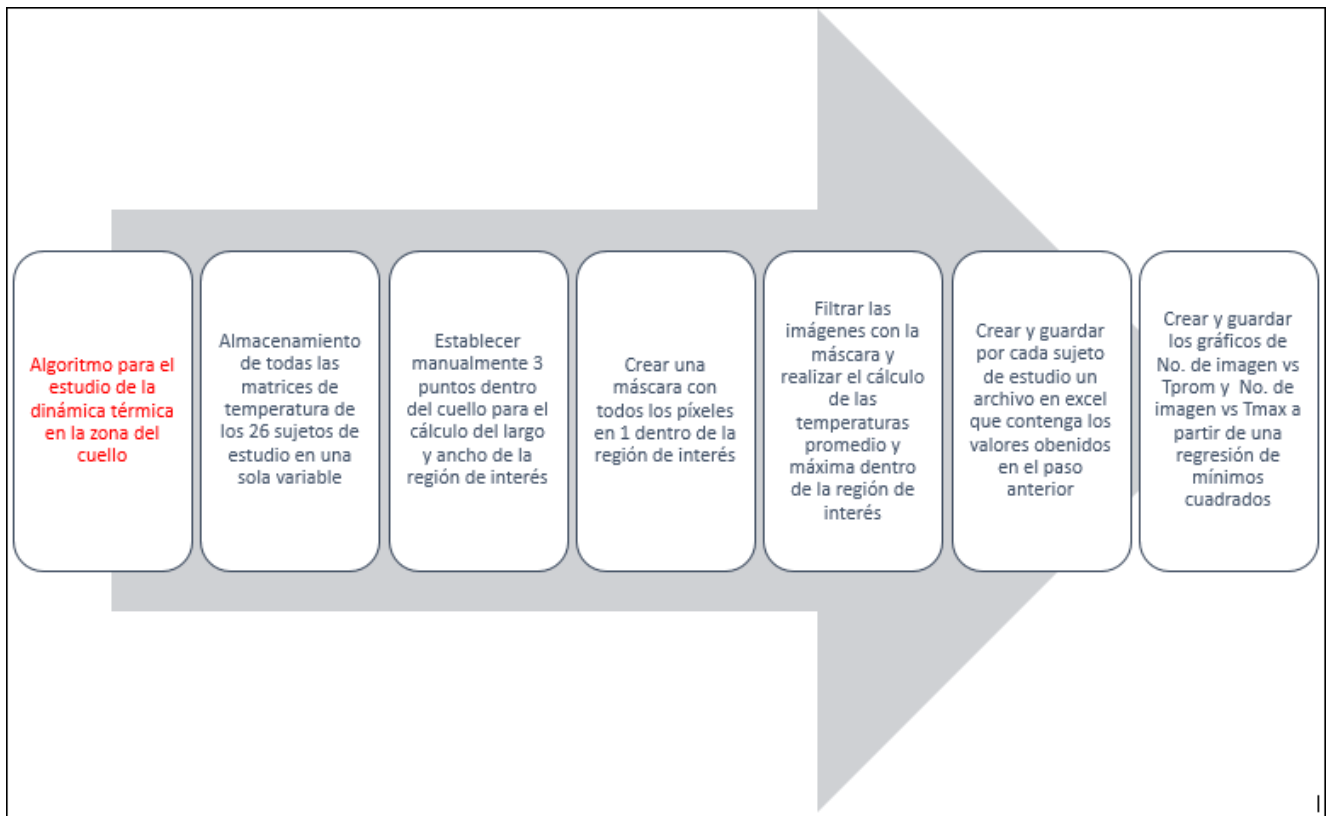 Algoritmo para el
estudio de la
dinámica térmica
en la zona del
cuello
Almacenamiento
de todas las
matrices de
temperatura de
los 26 sujetos de
estudio en una
sola variable
Establecer
manualmente 3
puntos dentro
del cuello para el
cálculo del largo
y ancho de la
región de interés
Crear una
máscara con
todos los píxeles
en 1 dentro de la
región de interés
Filtrar las
imágenes con la
máscara y
realizar el cálculo
de las
temperaturas
promedio y
máxima dentro
de la región de
interés
Crear y guardar
por cada sujeto
de estudio un
archivo en excel
que contenga los
valores obenidos
en el paso
anterior
Crear y guardar
los gráficos de
No. de imagen vs
Tprom y No. de
imagen vs Tmax a
partir de una
regresión de
mínimos
cuadrados